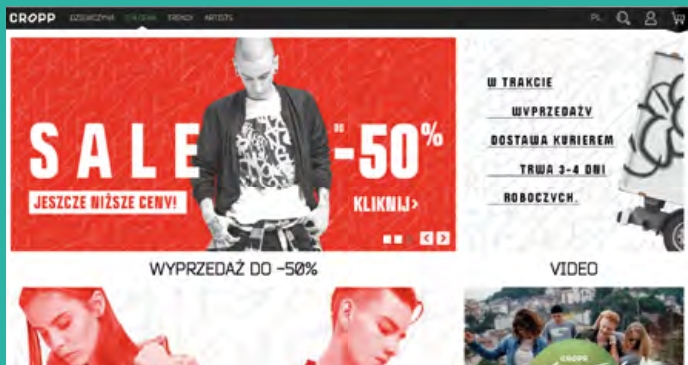 CROPP DZIEWCZYNA CHŁOPAK TRENDY ARTISTS PL
W TRAKCIE
WYPRZEDAŻY
DOSTAWA KURIEREM
TRWA 3-4 DNI
ROBOCZYCH.
SALE DO -50%
JESZCZE NIŻSZE CENY!
KLIKNIJ>
WYPRZEDAŻ DO -50%
VIDEO
CROPP